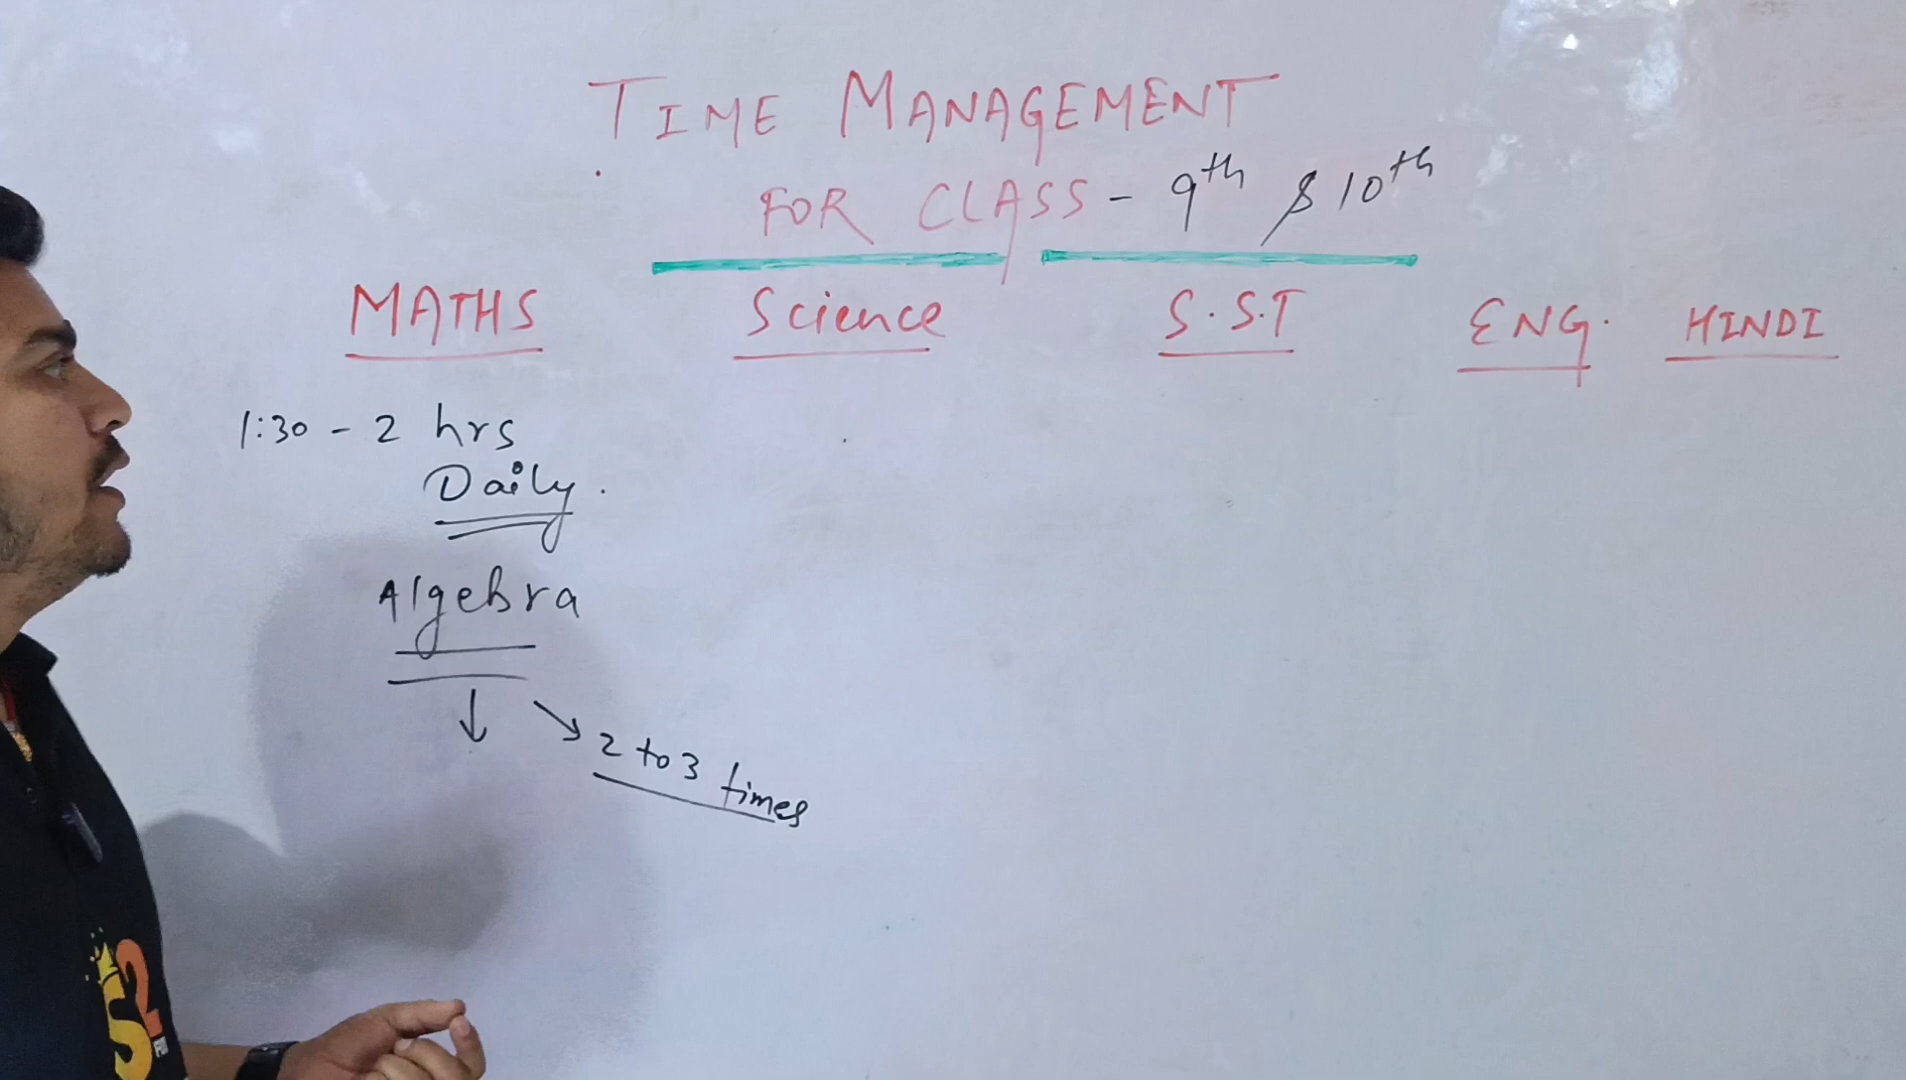 TIME MANAGEMENT
FOR CLASS - 9th & 10th
MATHS Science S.S.T ENG. HINDI
1:30 - 2 hrs
Daily.
Algebra
2 to 3 times
S2